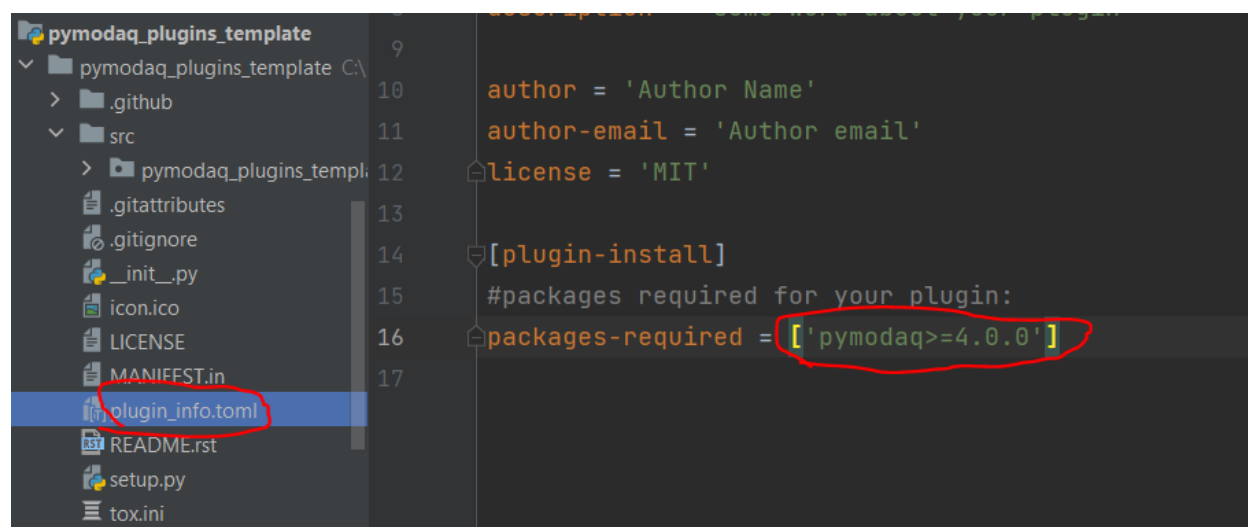 pymodaq_plugins_template
pymodaq_plugins_template C:\
.github
src
pymodaq_plugins_templa
.gitattributes
.gitignore
__init__.py
icon.ico
LICENSE
MANIFEST.in
plugin_info.toml
README.rst
setup.py
tox.ini
9
10 author = 'Author Name'
11 author-email = 'Author email'
12 license = 'MIT'
13
14 [plugin-install]
15 #packages required for your plugin:
16 packages-required = ['pymodaq>=4.0.0']
17